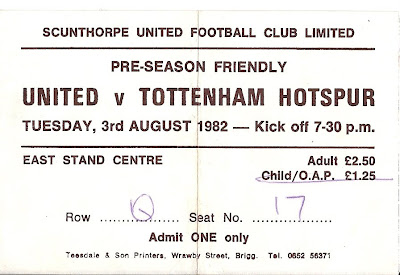 SCUNTHORPE UNITED FOOTBALL CLUB LIMITED
PRE-SEASON FRIENDLY
UNITED v TOTTENHAM HOTSPUR
TUESDAY, 3rd AUGUST 1982 — Kick off 7-30 p.m.
EAST STAND CENTRE Adult £2.50
Child/O.A.P. £1.25
Row Q Seat No. 17
Admit ONE only
Teesdale & Son Printers, Wrawby Street, Brigg. Tel. 0652 56371